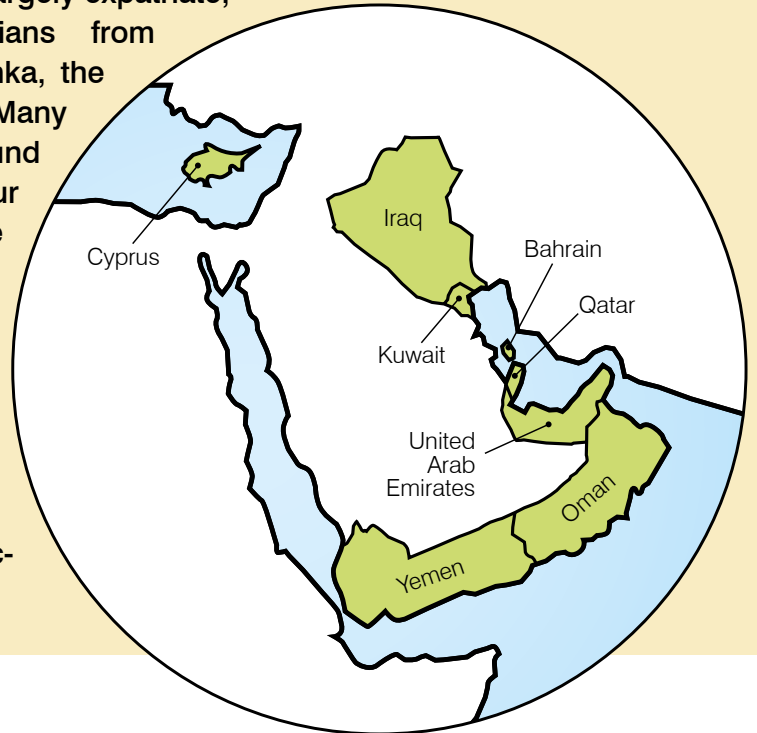 argely expatriate,
ians from
nka, the
Many
und
ur
e
c-
Cyprus
Iraq
Bahrain
Qatar
Kuwait
United
Arab
Emirates
Oman
Yemen